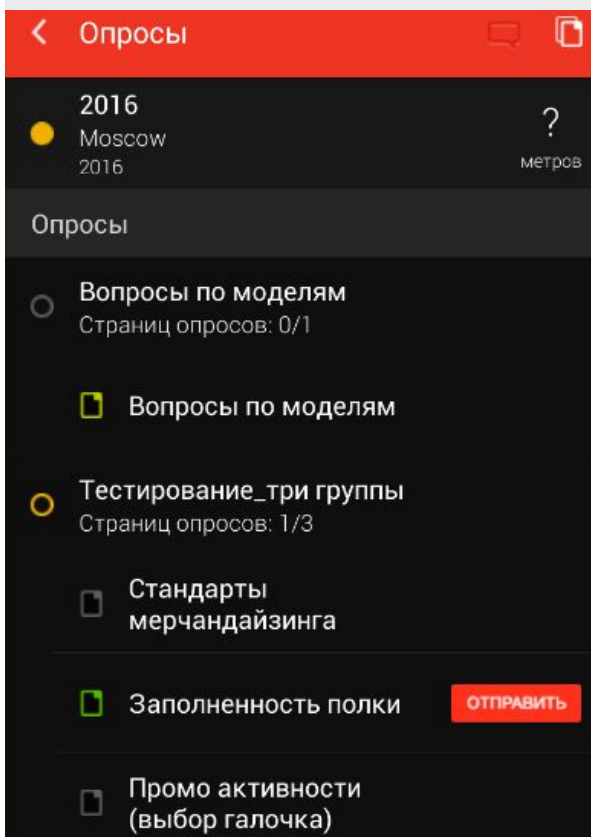 Опросы
2016
Moscow
2016
?
метров
Опросы
Вопросы по моделям
Страниц опросов: 0/1
Вопросы по моделям
Тестирование_три группы
Страниц опросов: 1/3
Стандарты
мерчандайзинга
Заполненность полки
ОТПРАВИТЬ
Промо активности
(выбор галочка)